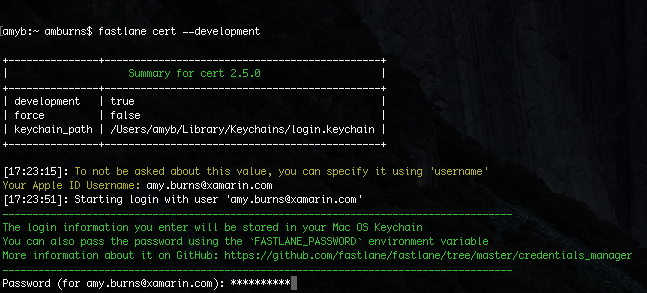 amyb:~ amburns$ fastlane cert --development
+---------------+---------------------------------------+
| Summary for cert 2.5.0 |
+---------------+---------------------------------------+
| development | true |
| force | false |
| keychain_path | /Users/amyb/Library/Keychains/login.keychain |
+---------------+---------------------------------------+
[17:23:15]: To not be asked about this value, you can specify it using 'username'
Your Apple ID Username: amy.burns@xamarin.com
[17:23:51]: Starting login with user 'amy.burns@xamarin.com'
-------------------------------------------------------------------------------------
The login information you enter will be stored in your Mac OS Keychain
You can also pass the password using the `FASTLANE_PASSWORD` environment variable
More information about it on GitHub: https://github.com/fastlane/fastlane/tree/master/credentials_manager
-------------------------------------------------------------------------------------
Password (for amy.burns@xamarin.com): **********